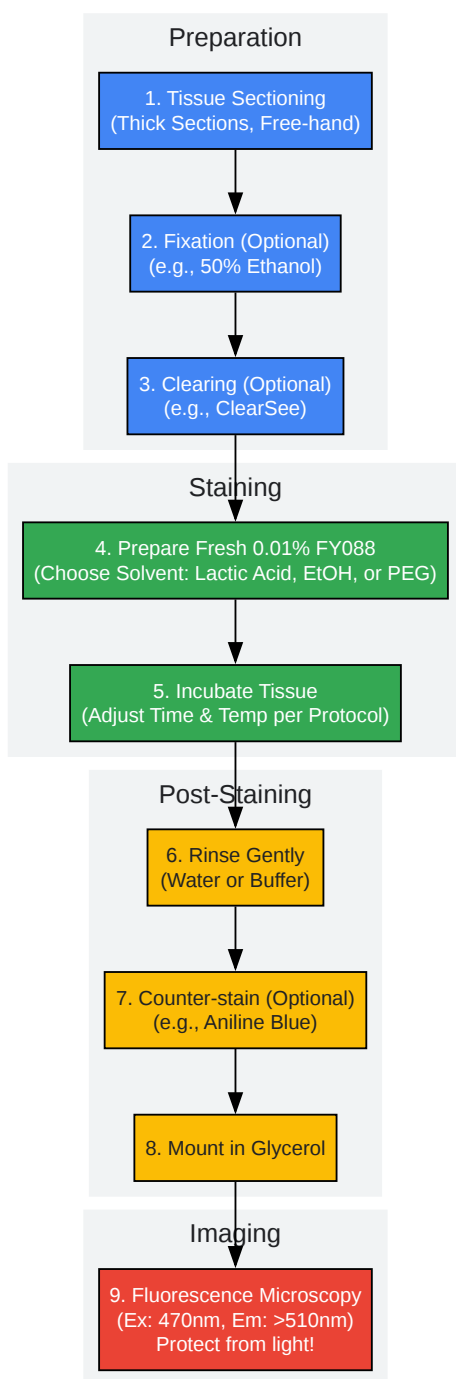 Preparation
1. Tissue Sectioning
(Thick Sections, Free-hand)
2. Fixation (Optional)
(e.g., 50% Ethanol)
3. Clearing (Optional)
(e.g., ClearSee)
Staining
4. Prepare Fresh 0.01% FY088
(Choose Solvent: Lactic Acid, EtOH, or PEG)
5. Incubate Tissue
(Adjust Time & Temp per Protocol)
Post-Staining
6. Rinse Gently
(Water or Buffer)
7. Counter-stain (Optional)
(e.g., Aniline Blue)
8. Mount in Glycerol
Imaging
9. Fluorescence Microscopy
(Ex: 470nm, Em: >510nm)
Protect from light!